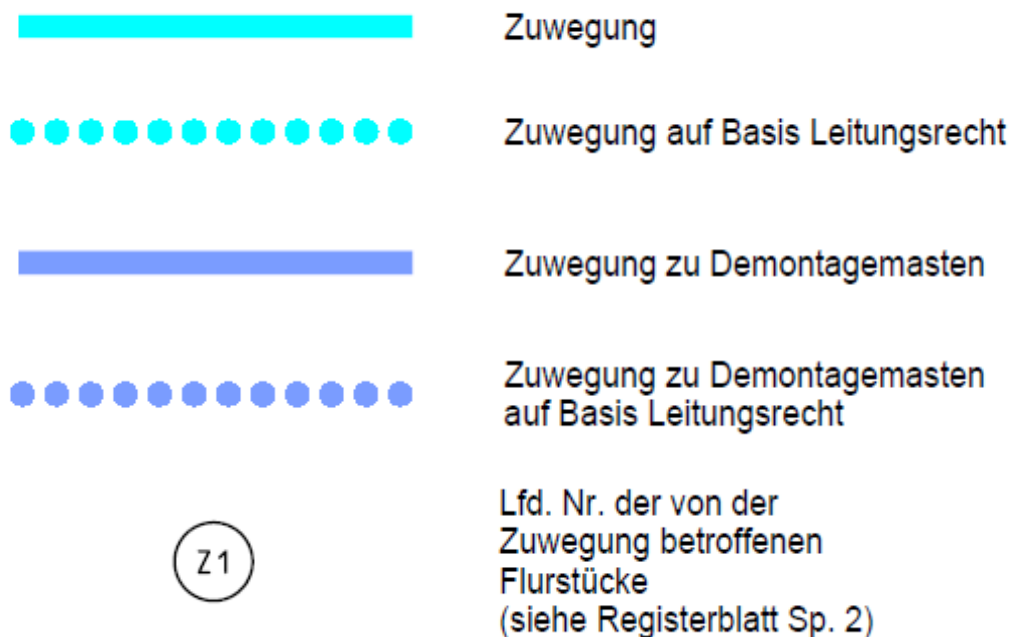 Zuwegung
Zuwegung auf Basis Leitungsrecht
Zuwegung zu Demontagemasten
Zuwegung zu Demontagemasten
auf Basis Leitungsrecht
Z1
Lfd. Nr. der von der
Zuwegung betroffenen
Flurstücke
(siehe Registerblatt Sp. 2)